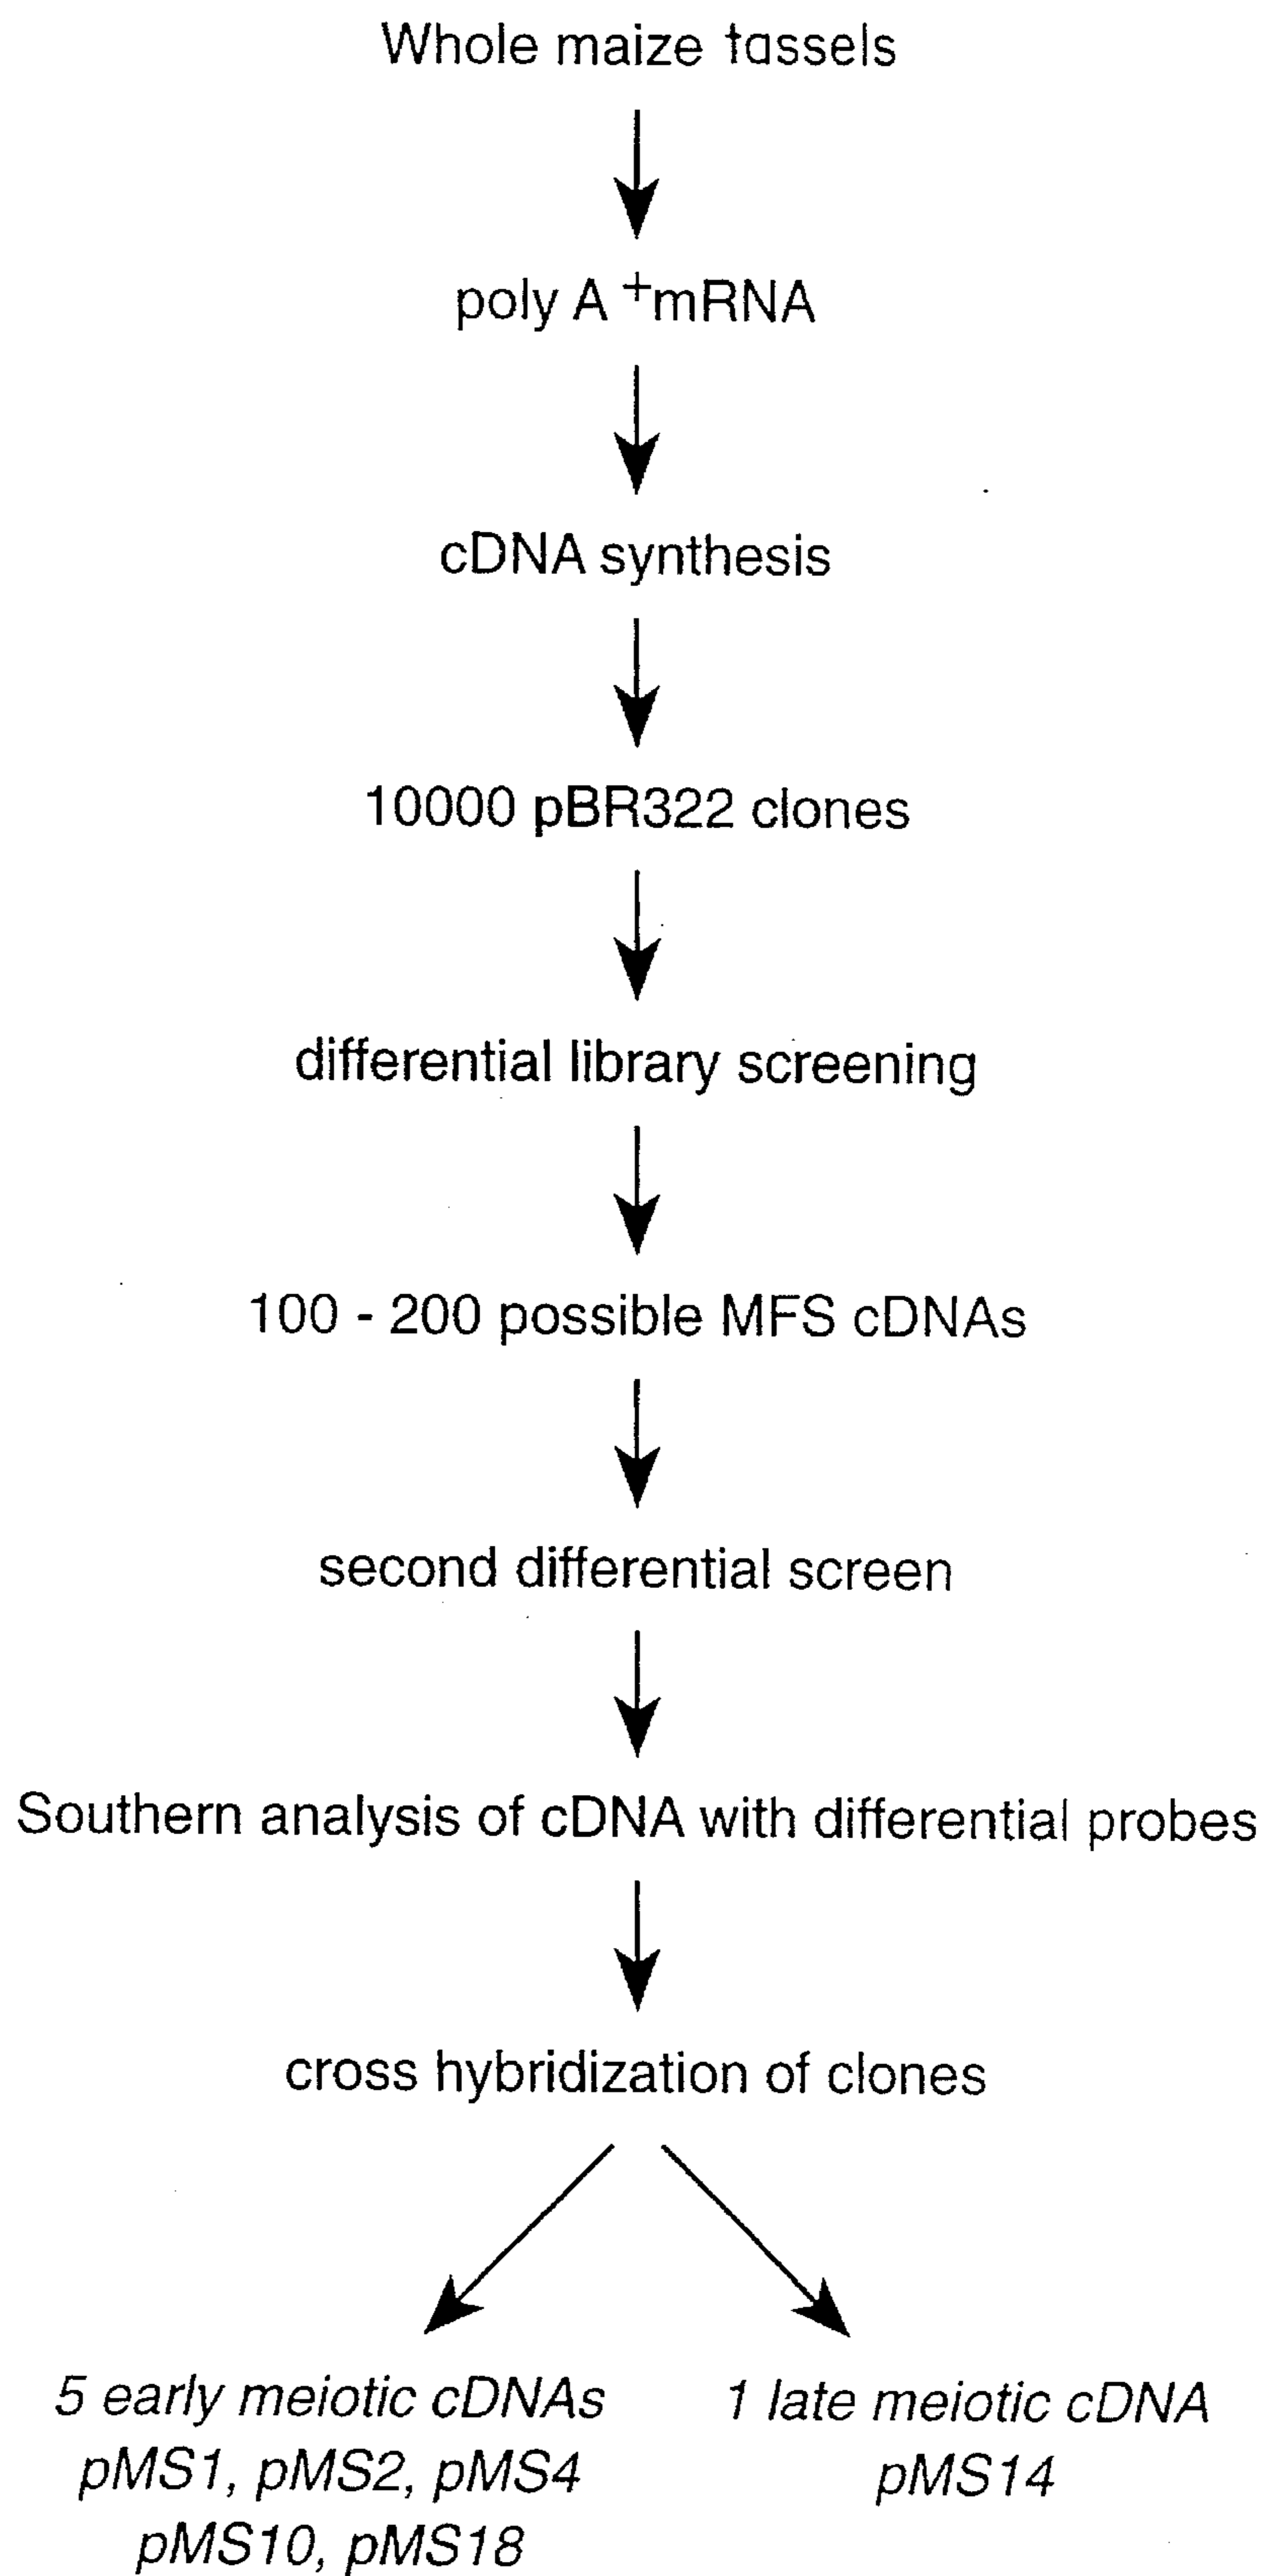 Whole maize tassels
poly A +mRNA
cDNA synthesis
10000 pBR322 clones
differential library screening
100 - 200 possible MFS cDNAs
second differential screen
Southern analysis of cDNA with differential probes
cross hybridization of clones
5 early meiotic cDNAs
pMS1, pMS2, pMS4
pMS10, pMS18
1 late meiotic cDNA
pMS14